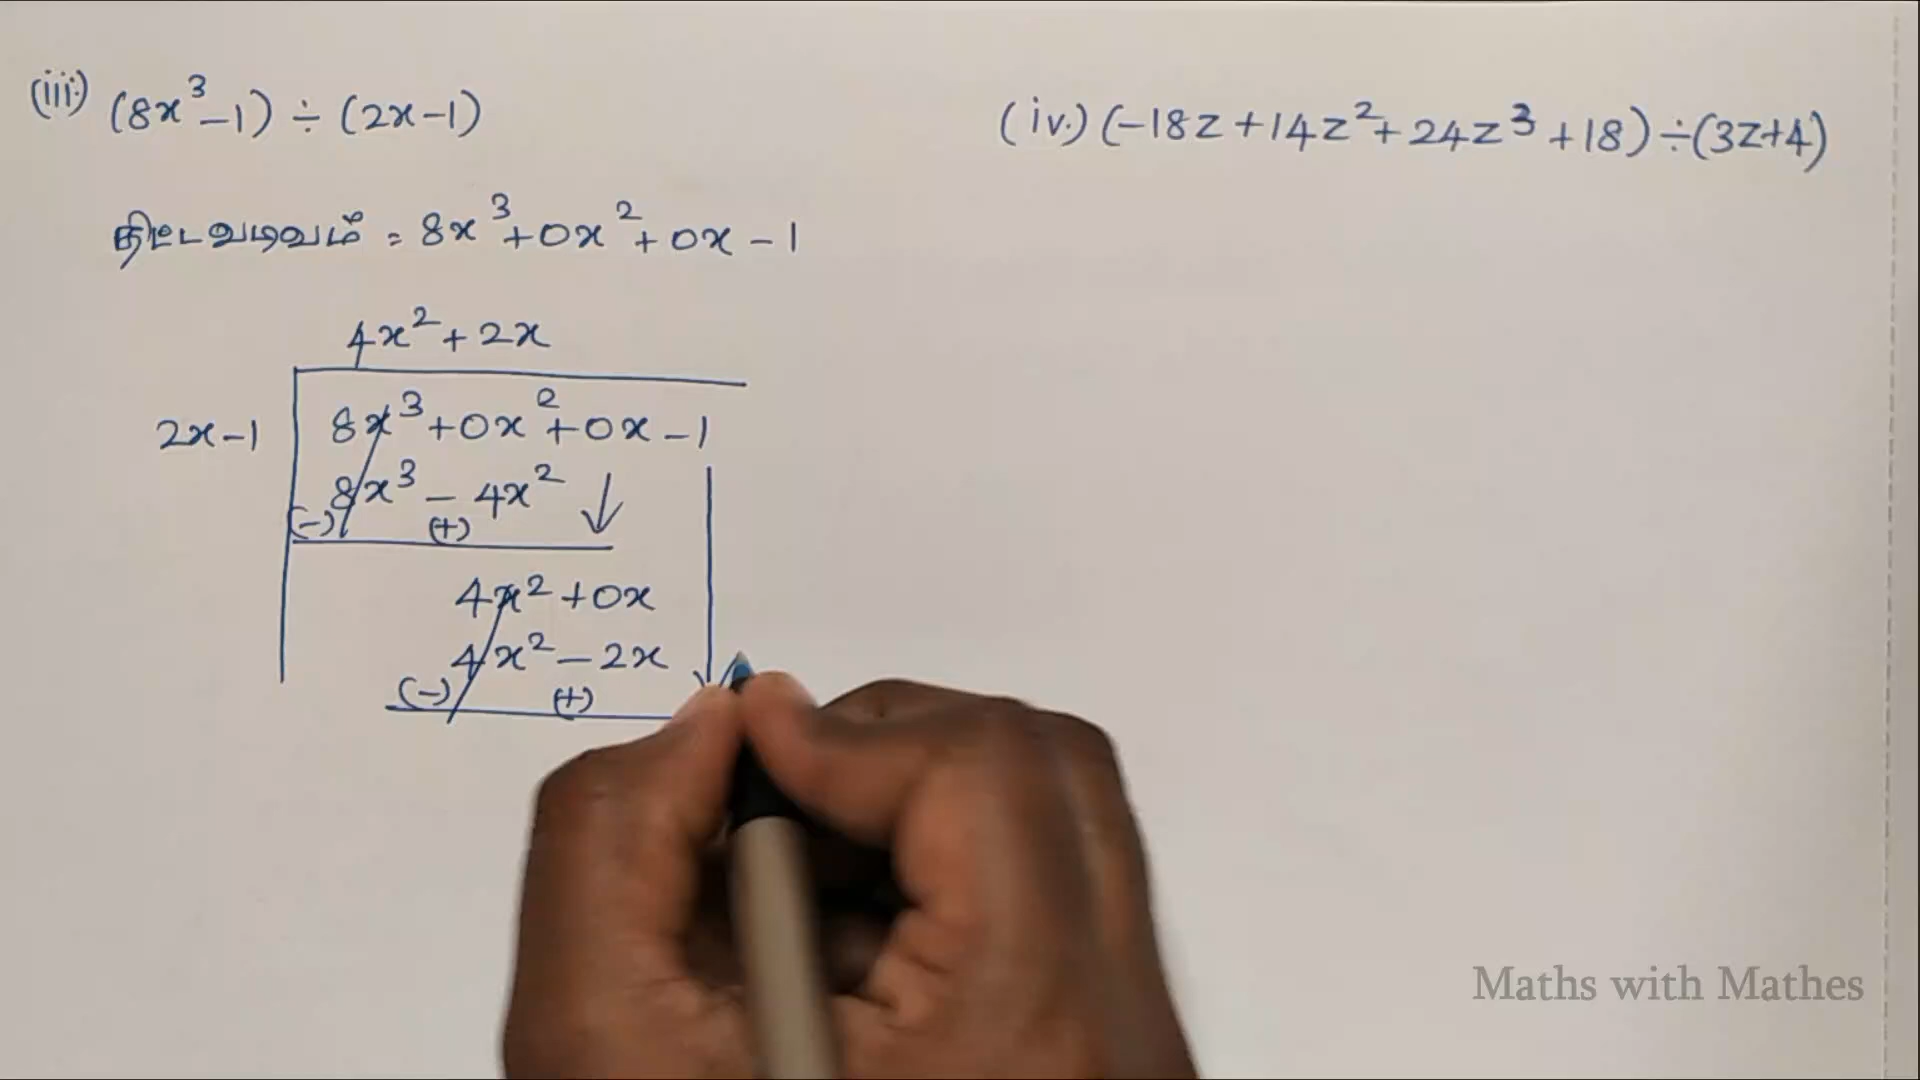 (iii) (8x³-1) ÷ (2x-1)
திட்டவடிவம் = 8x³+0x²+0x-1
4x²+2x
2x-1 8x³+0x²+0x-1
8x³-4x²
(-) (+)
4x²+0x
4x²-2x
(-) (+)
(iv.) (-18z+14z²+24z³+18)÷(3z+4)
Maths with Mathes